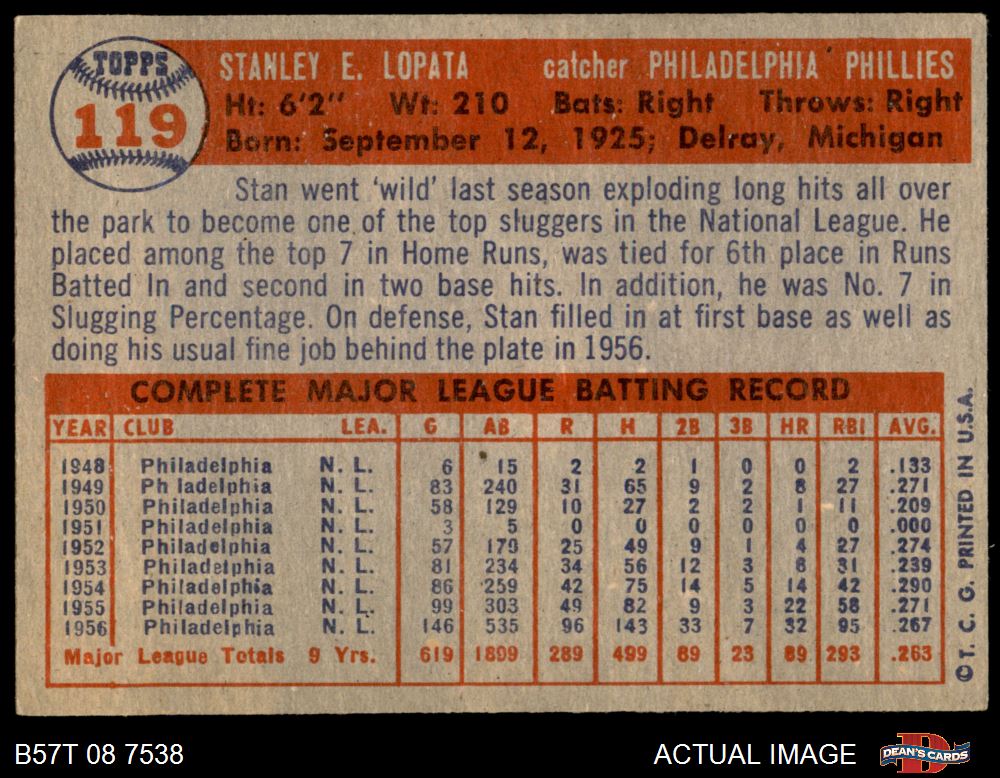 TOPPS
119
STANLEY E. LOPATA catcher PHILADELPHIA PHILLIES
Ht: 6'2" Wt: 210 Bats: Right Throws: Right
Born: September 12, 1925; Delray, Michigan
Stan went 'wild' last season exploding long hits all over
the park to become one of the top sluggers in the National League. He
placed among the top 7 in Home Runs, was tied for 6th place in Runs
Batted In and second in two base hits. In addition, he was No. 7 in
Slugging Percentage. On defense, Stan filled in at first base as well as
doing his usual fine job behind the plate in 1956.
COMPLETE MAJOR LEAGUE BATTING RECORD
YEAR CLUB LEA. G AB R H 2B 3B HR RBI AVG.
1948 Philadelphia N. L. 6 15 2 2 1 0 0 2 .133
1949 Ph ladelphia N. L. 83 240 31 65 9 2 8 27 .271
1950 Philadelphia N. L. 58 129 10 27 2 2 1 11 .209
1951 Philadelphia N. L. 3 5 0 0 0 0 0 0 .000
1952 Philadelphia N. L. 57 179 25 49 9 1 4 27 .274
1953 Philadelphia N. L. 81 234 34 56 12 3 8 31 .239
1954 Philadelphia N. L. 86 259 42 75 14 5 14 42 .290
1955 Philadelphia N. L. 99 303 49 82 9 3 22 58 .271
1956 Philadelphia N. L. 146 535 96 143 33 7 32 95 .267
Major League Totals 9 Yrs. 619 1899 289 499 89 23 89 293 .263
©T. C. G. PRINTED IN U.S.A.
B57T 08 7538 ACTUAL IMAGE DEAN'S CARDS